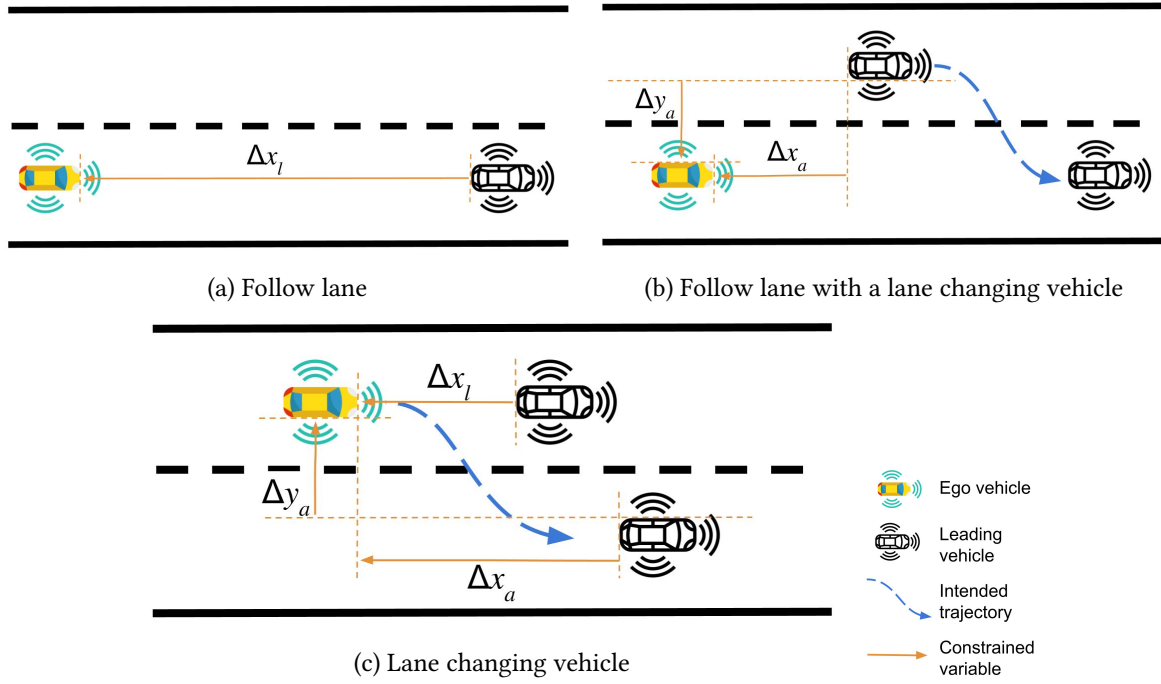 Δx_l
(a) Follow lane
Δy_a
Δx_a
(b) Follow lane with a lane changing vehicle
Δx_l
Δy_a
Δx_a
(c) Lane changing vehicle
Ego vehicle
Leading
vehicle
Intended
trajectory
Constrained
variable